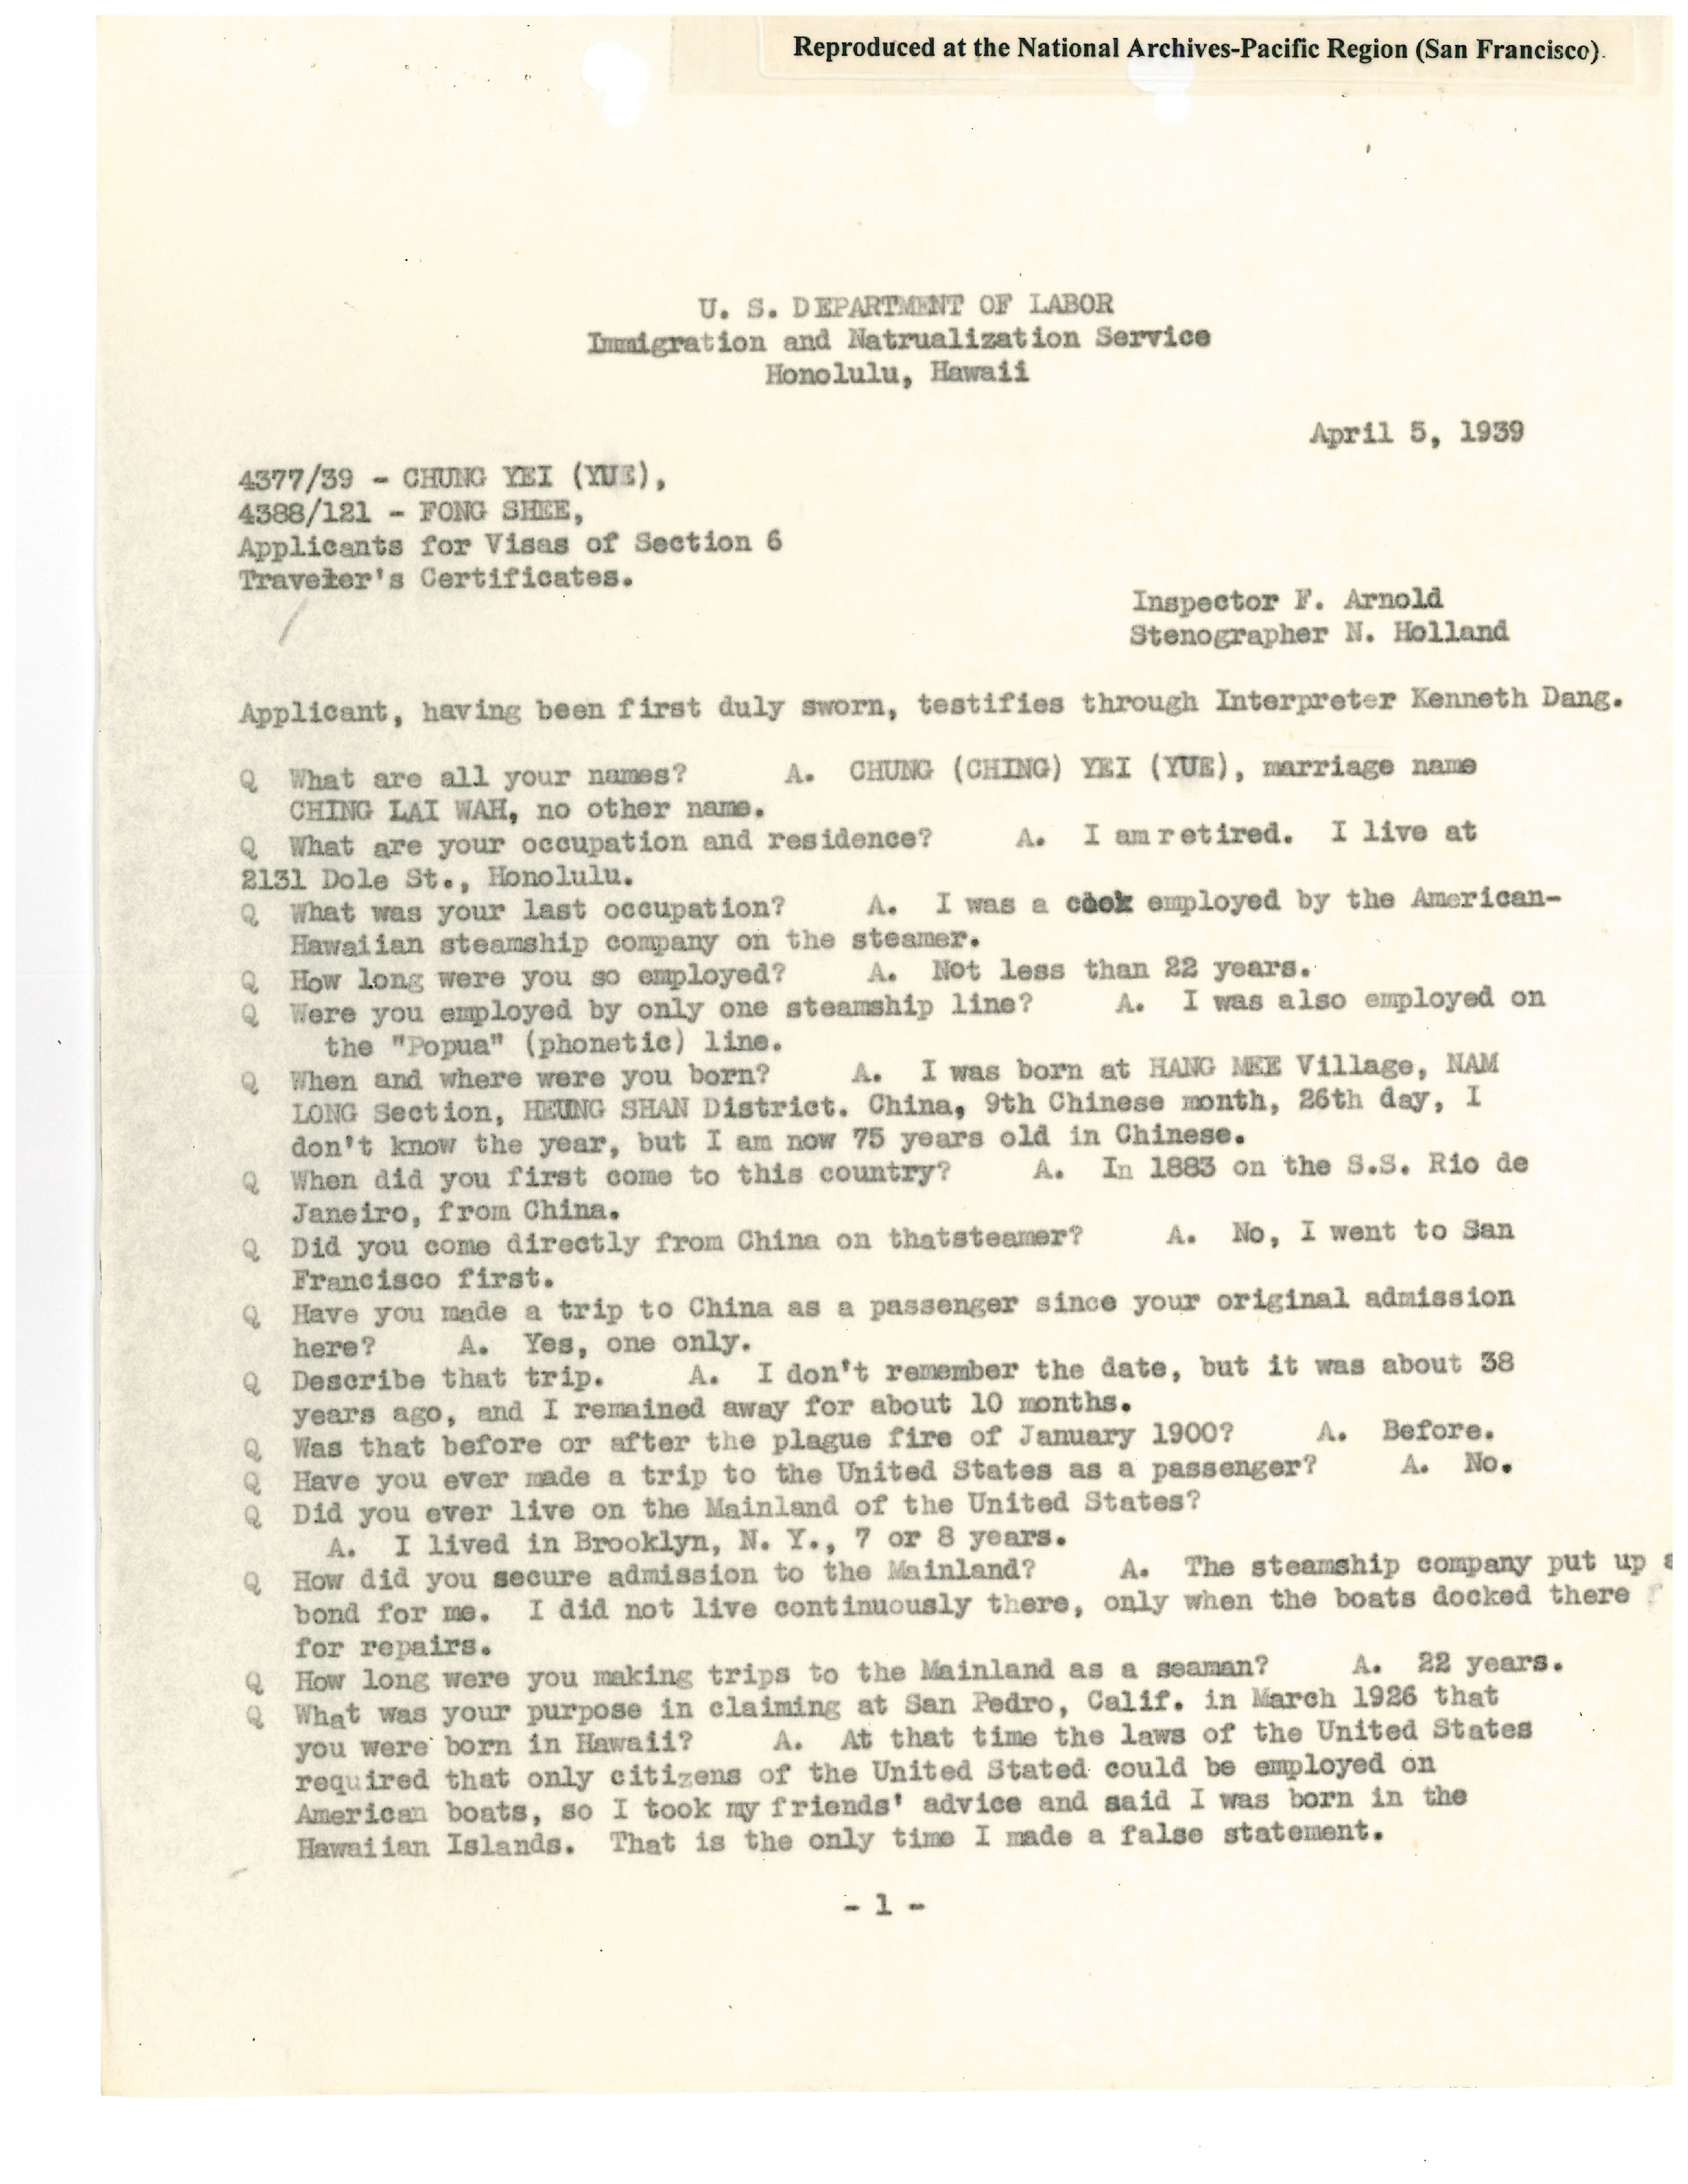 Reproduced at the National Archives-Pacific Region (San Francisco).
U. S. DEPARTMENT OF LABOR
Immigration and Natrualization Service
Honolulu, Hawaii
April 5, 1939
4377/39 - CHUNG YEI (YUE),
4388/121 - FONG SHEE,
Applicants for Visas of Section 6
Traveler's Certificates.
Inspector F. Arnold
Stenographer N. Holland
Applicant, having been first duly sworn, testifies through Interpreter Kenneth Dang.
Q What are all your names? A. CHUNG (CHING) YEI (YUE), marriage name
CHING LAI WAH, no other name.
Q What are your occupation and residence? A. I am retired. I live at
2131 Dole St., Honolulu.
Q What was your last occupation? A. I was a cook employed by the American-
Hawaiian steamship company on the steamer.
Q How long were you so employed? A. Not less than 22 years.
Q Were you employed by only one steamship line? A. I was also employed on
the "Popua" (phonetic) line.
Q When and where were you born? A. I was born at HANG MEE Village, NAM
LONG Section, HEUNG SHAN District. China, 9th Chinese month, 26th day, I
don't know the year, but I am now 75 years old in Chinese.
Q When did you first come to this country? A. In 1883 on the S.S. Rio de
Janeiro, from China.
Q Did you come directly from China on thatsteamer? A. No, I went to San
Francisco first.
Q Have you made a trip to China as a passenger since your original admission
here? A. Yes, one only.
Q Describe that trip. A. I don't remember the date, but it was about 38
years ago, and I remained away for about 10 months.
Q Was that before or after the plague fire of January 1900? A. Before.
Q Have you ever made a trip to the United States as a passenger? A. No.
Q Did you ever live on the Mainland of the United States?
A. I lived in Brooklyn, N. Y., 7 or 8 years.
Q How did you secure admission to the Mainland? A. The steamship company put up a
bond for me. I did not live continuously there, only when the boats docked there
for repairs.
Q How long were you making trips to the Mainland as a seaman? A. 22 years.
Q What was your purpose in claiming at San Pedro, Calif. in March 1926 that
you were born in Hawaii? A. At that time the laws of the United States
required that only citizens of the United Stated could be employed on
American boats, so I took my friends' advice and said I was born in the
Hawaiian Islands. That is the only time I made a false statement.
- 1 -